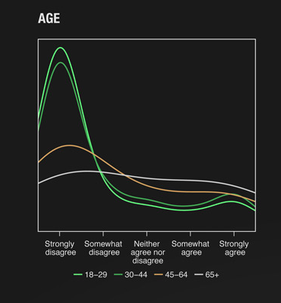 AGE
Strongly Somewhat Neither Somewhat Strongly
disagree disagree agree nor agree agree
disagree
18–29 30–44 45–64 65+